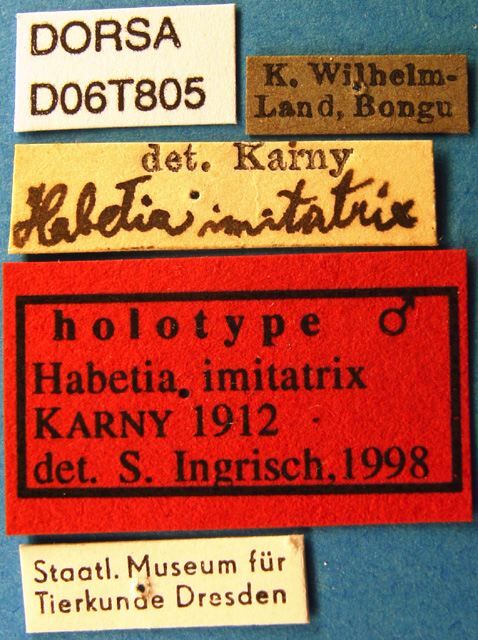 DORSA
D06T805
K. Wilhelm-
Land, Bongu
det. Karny
Habetia imitatrix
holotype ♂
Habetia imitatrix
KARNY 1912
det. S. Ingrisch, 1998
Staatl. Museum für
Tierkunde Dresden